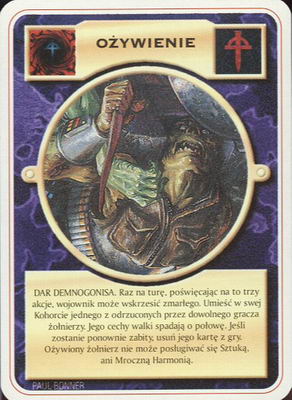 OŻYWIENIE
DAR DEMNOGONISA. Raz na turę, poświęcając na to trzy
akcje, wojownik może wskrzesić zmarłego. Umieść w swej
Kohorcie jednego z odrzuconych przez dowolnego gracza
żołnierzy. Jego cechy walki spadają o połowę. Jeśli
zostanie ponownie zabity, usuń jego kartę z gry.
Ożywiony żołnierz nie może posługiwać się Sztuką,
ani Mroczną Harmonią.
PAUL BONNER